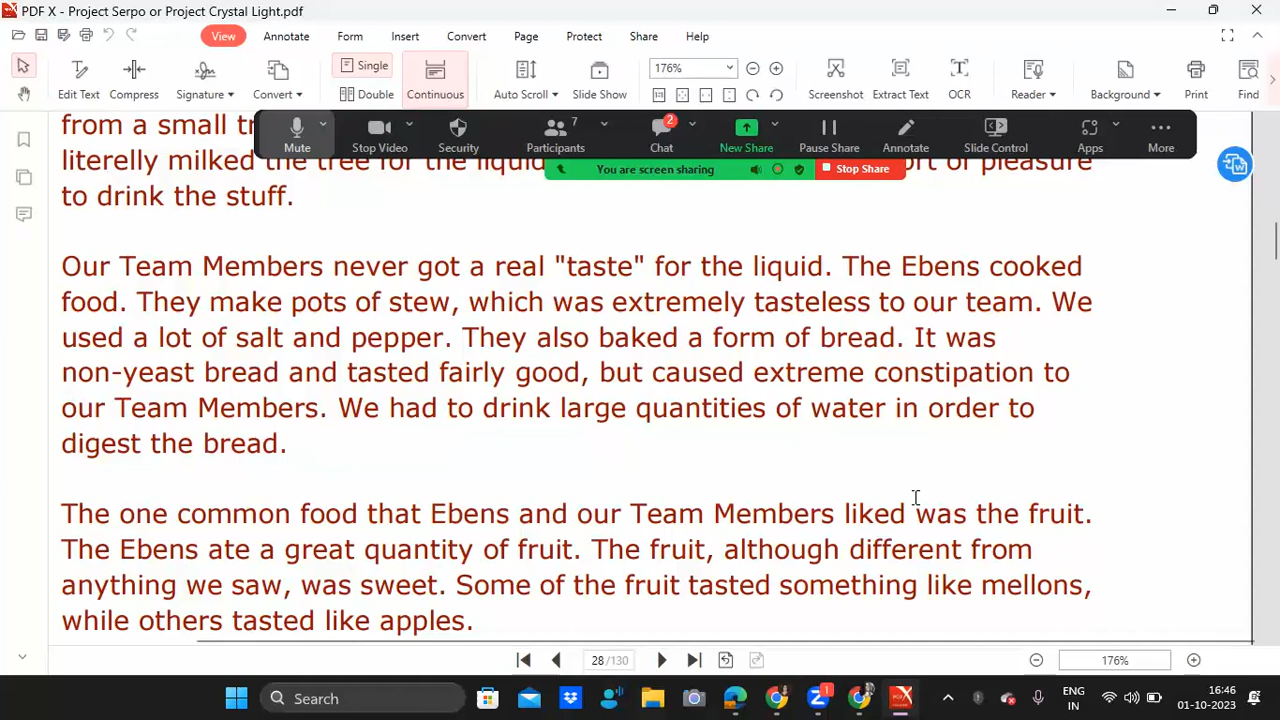 PDF X - Project Serpo or Project Crystal Light.pdf
View Annotate Form Insert Convert Page Protect Share Help
Edit Text Compress Signature Convert Single Double Continuous Auto Scroll Slide Show 176% Screenshot Extract Text OCR Reader Background Print Find
from a small
Mute Stop Video Security Participants 7 Chat 2 New Share Pause Share Annotate Slide Control Apps More
literelly milked the tree for the liquid of pleasure
You are screen sharing Stop Share
to drink the stuff.
Our Team Members never got a real "taste" for the liquid. The Ebens cooked
food. They make pots of stew, which was extremely tasteless to our team. We
used a lot of salt and pepper. They also baked a form of bread. It was
non-yeast bread and tasted fairly good, but caused extreme constipation to
our Team Members. We had to drink large quantities of water in order to
digest the bread.
The one common food that Ebens and our Team Members liked was the fruit.
The Ebens ate a great quantity of fruit. The fruit, although different from
anything we saw, was sweet. Some of the fruit tasted something like mellons,
while others tasted like apples.
28 /130 176%
Search 1 ENG IN 16:46 01-10-2023